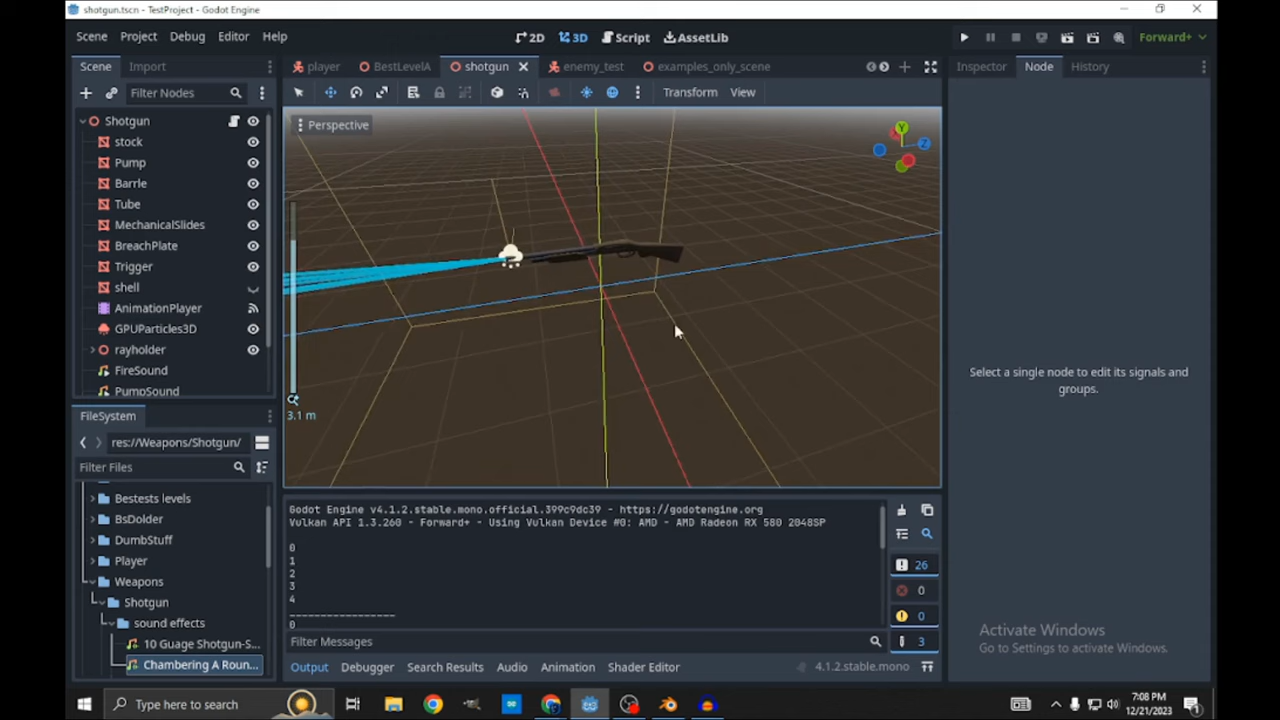 shotgun.tscn - TestProject - Godot Engine
Scene Project Debug Editor Help
2D 3D Script AssetLib
Forward+
Scene Import
player BestLevelA shotgun enemy_test examples_only_scene
Inspector Node History
Filter Nodes
Transform View
Perspective
Y
Z
Shotgun
stock
Pump
Barrle
Tube
MechanicalSlides
BreachPlate
Trigger
shell
AnimationPlayer
GPUParticles3D
rayholder
FireSound
PumpSound
3.1 m
Select a single node to edit its signals and
groups.
FileSystem
res://Weapons/Shotgun/
Filter Files
Bestests levels
BsDolder
DumbStuff
Player
Weapons
Shotgun
sound effects
10 Guage Shotgun-S...
Chambering A Roun...
Godot Engine v4.1.2.stable.mono.official.399c9dc39 - https://godotengine.org
Vulkan API 1.3.260 - Forward+ - Using Vulkan Device #0: AMD - AMD Radeon RX 580 2048SP
0
1
2
3
4
------------------
0
26
0
0
3
Filter Messages
Output Debugger Search Results Audio Animation Shader Editor
4.1.2.stable.mono
Activate Windows
Go to Settings to activate Windows.
Type here to search
7:08 PM
12/21/2023
1